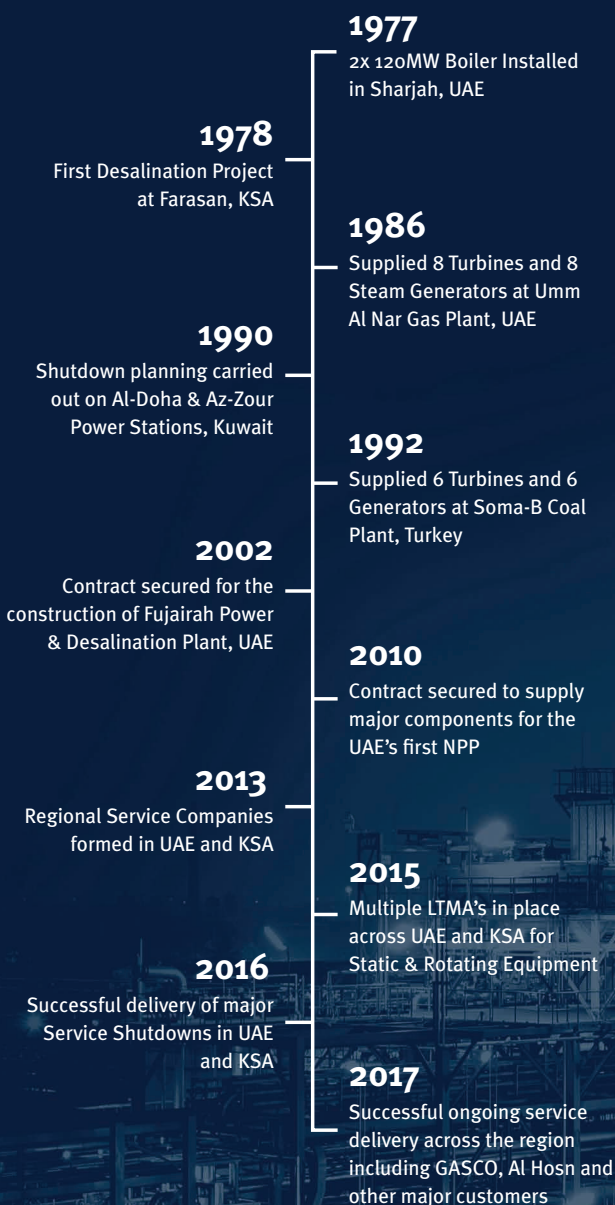 1977
2x 120MW Boiler Installed
in Sharjah, UAE
1978
First Desalination Project
at Farasan, KSA
1986
Supplied 8 Turbines and 8
Steam Generators at Umm
Al Nar Gas Plant, UAE
1990
Shutdown planning carried
out on Al-Doha & Az-Zour
Power Stations, Kuwait
1992
Supplied 6 Turbines and 6
Generators at Soma-B Coal
Plant, Turkey
2002
Contract secured for the
construction of Fujairah Power
& Desalination Plant, UAE
2010
Contract secured to supply
major components for the
UAE's first NPP
2013
Regional Service Companies
formed in UAE and KSA
2015
Multiple LTMA's in place
across UAE and KSA for
Static & Rotating Equipment
2016
Successful delivery of major
Service Shutdowns in UAE
and KSA
2017
Successful ongoing service
delivery across the region
including GASCO, Al Hosn and
other major customers